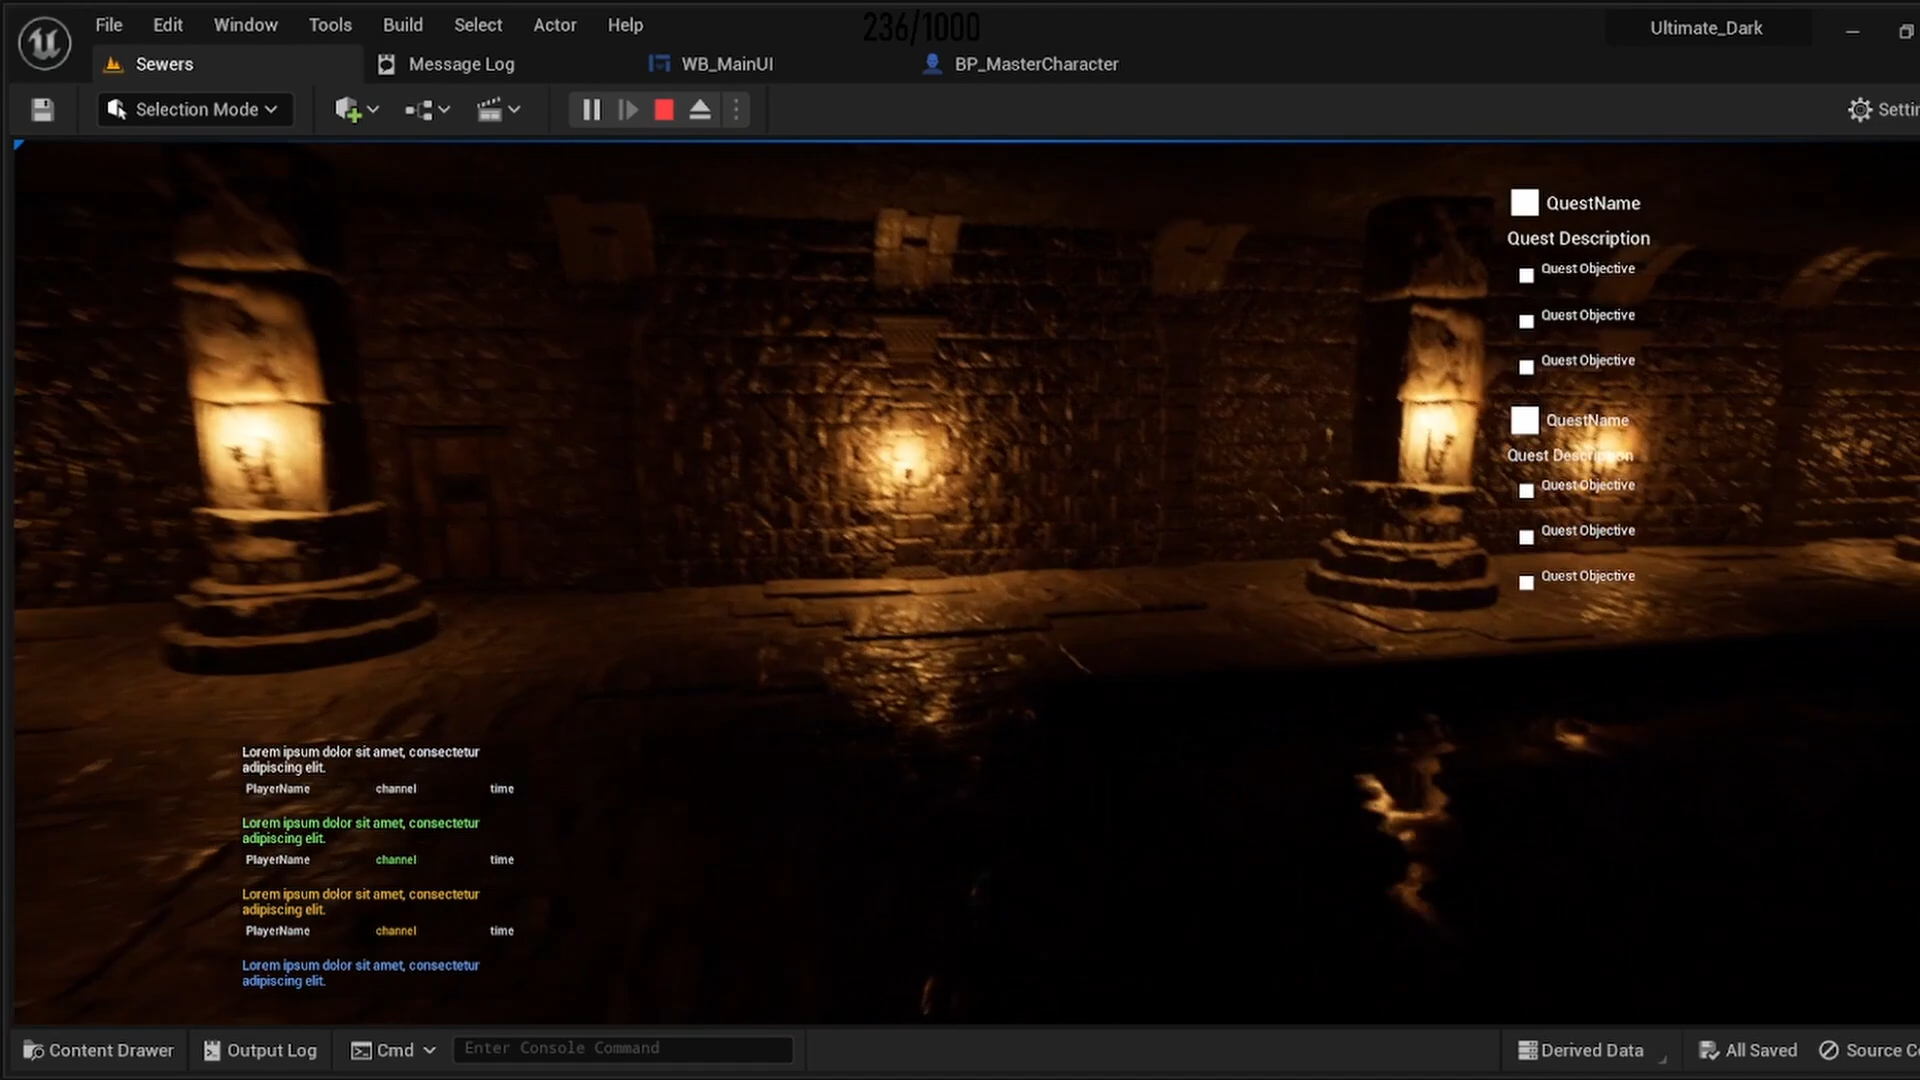 File Edit Window Tools Build Select Actor Help
236/1000
Ultimate_Dark
Sewers
Message Log
WB_MainUI
BP_MasterCharacter
Selection Mode
QuestName
Quest Description
Quest Objective
Quest Objective
Quest Objective
QuestName
Quest Description
Quest Objective
Quest Objective
Quest Objective
Lorem ipsum dolor sit amet, consectetur
adipiscing elit.
PlayerName channel time
Lorem ipsum dolor sit amet, consectetur
adipiscing elit.
PlayerName channel time
Lorem ipsum dolor sit amet, consectetur
adipiscing elit.
PlayerName channel time
Lorem ipsum dolor sit amet, consectetur
adipiscing elit.
Content Drawer
Output Log
Cmd
Enter Console Command
Derived Data
All Saved
Source